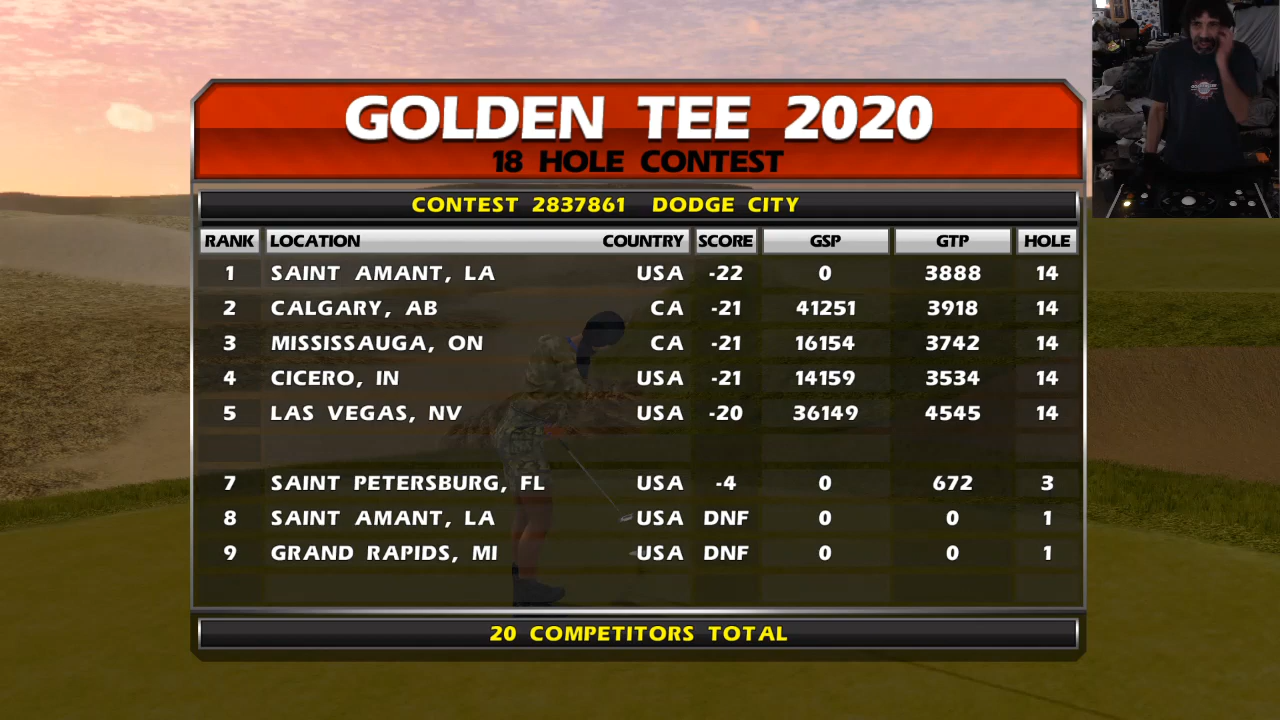 GOLDEN TEE 2020
18 HOLE CONTEST
CONTEST 2837861 DODGE CITY
RANK LOCATION COUNTRY SCORE GSP GTP HOLE
1 SAINT AMANT, LA USA -22 0 3888 14
2 CALGARY, AB CA -21 41251 3918 14
3 MISSISSAUGA, ON CA -21 16154 3742 14
4 CICERO, IN USA -21 14159 3534 14
5 LAS VEGAS, NV USA -20 36149 4545 14
7 SAINT PETERSBURG, FL USA -4 0 672 3
8 SAINT AMANT, LA USA DNF 0 0 1
9 GRAND RAPIDS, MI USA DNF 0 0 1
20 COMPETITORS TOTAL